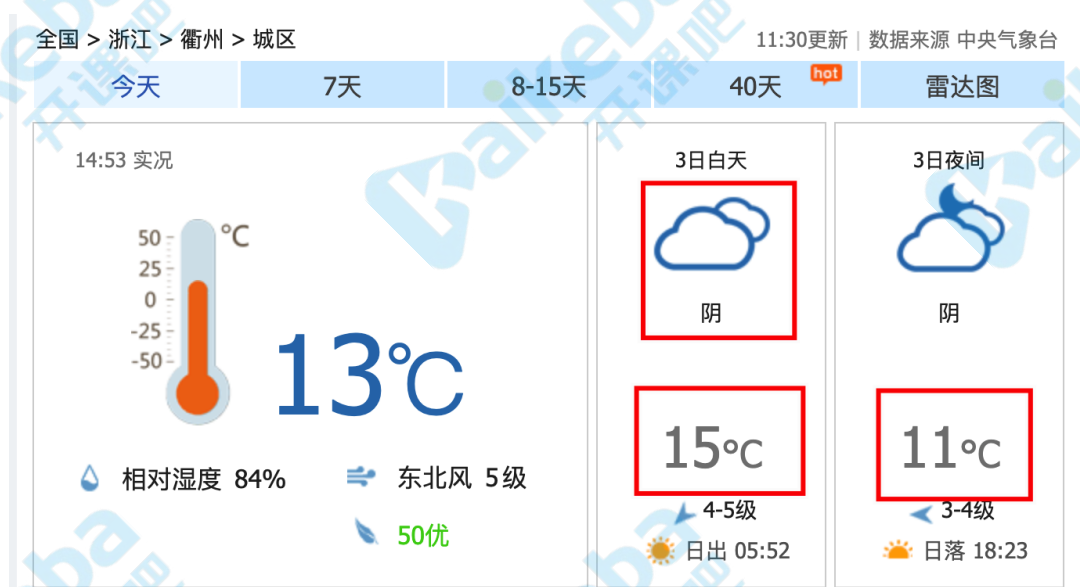 全国 > 浙江 > 衢州 > 城区
11:30更新 | 数据来源 中央气象台
今天
7天
8-15天
40天
hot
雷达图
14:53 实况
℃
50
25
0
-25
-50
13℃
相对湿度 84%
东北风 5级
50优
3日白天
阴
15℃
4-5级
日出 05:52
3日夜间
阴
11℃
3-4级
日落 18:23
Kaikeba
开课吧